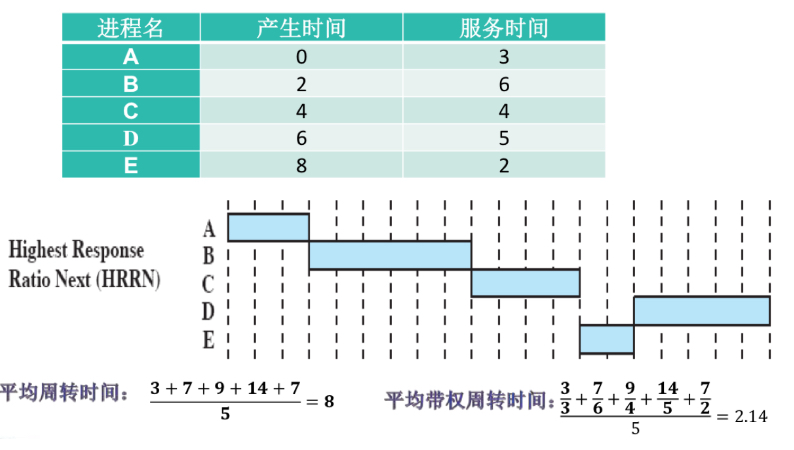 进程名 产生时间 服务时间
A 0 3
B 2 6
C 4 4
D 6 5
E 8 2
Highest Response
Ratio Next (HRRN)
A
B
C
D
E
平均周转时间： (3 + 7 + 9 + 14 + 7)/5 = 8
平均带权周转时间： (3/3 + 7/6 + 9/4 + 14/5 + 7/2)/5 = 2.14